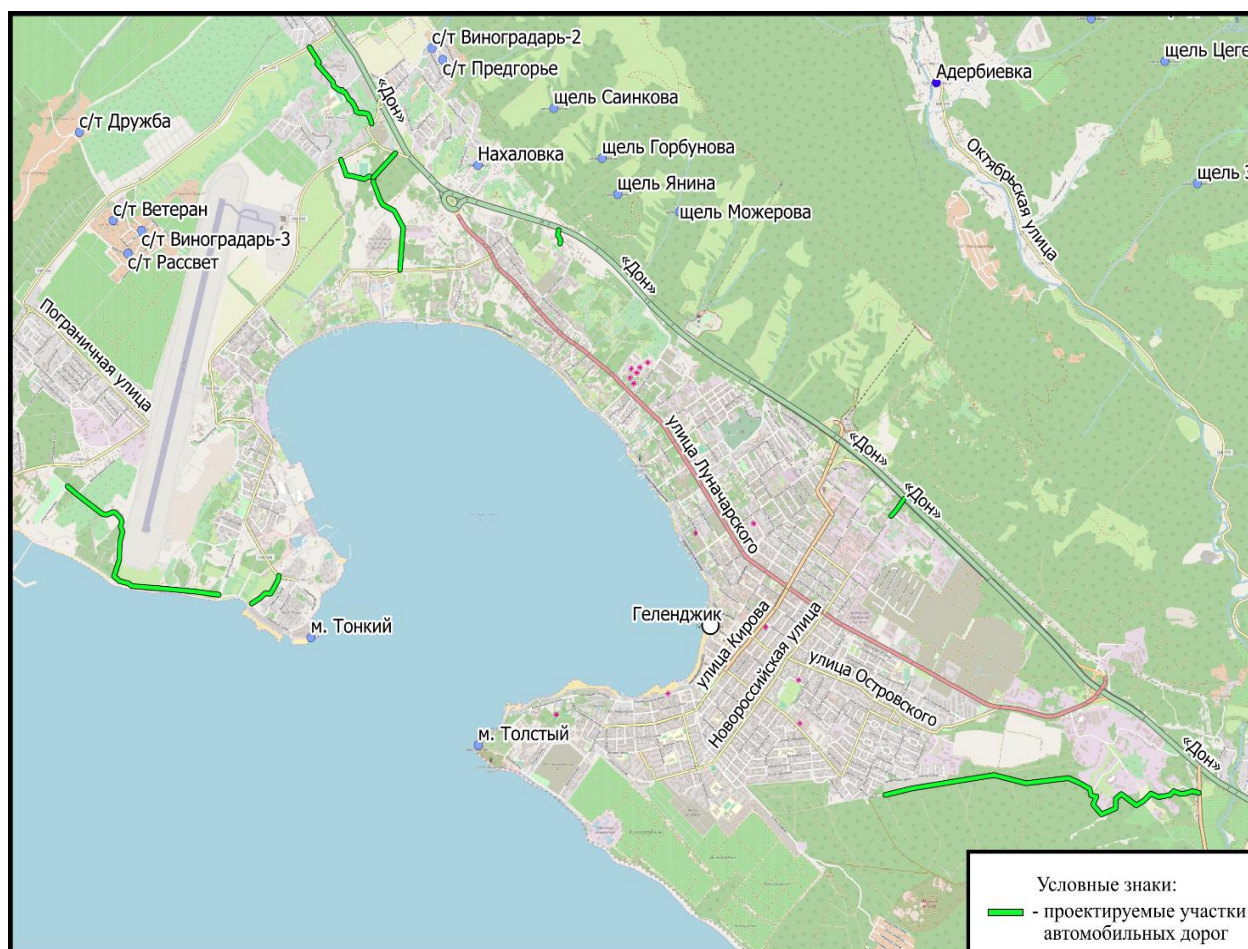 с/т Виноградарь-2
с/т Предгорье
«Дон»
щель Цеге
Адербиевка
щель Саинкова
с/т Дружба
Нахаловка
щель Горбунова
Октябрьская улица
щель Янина
щель З
с/т Ветеран
щель Можерова
с/т Виноградарь-3
с/т Рассвет
«Дон»
Пограничная улица
улица Луначарского
«Дон»
«Дон»
м. Тонкий
Геленджик
улица Кирова
Новороссийская улица
улица Островского
м. Толстый
«Дон»
Условные знаки:
- проектируемые участки
автомобильных дорог